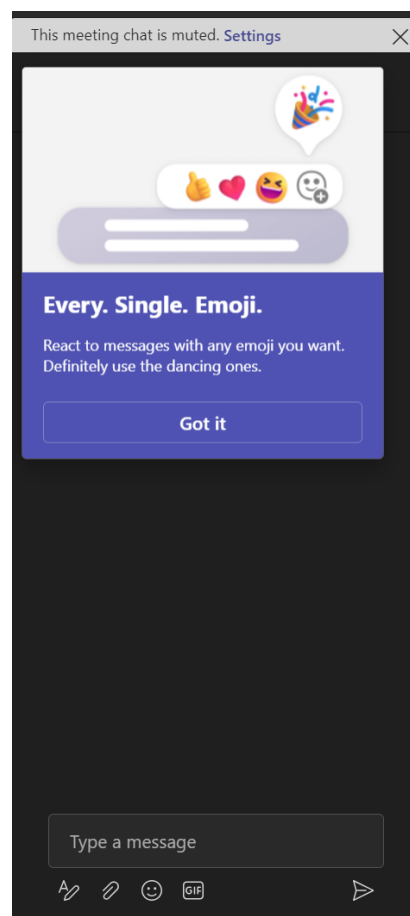 This meeting chat is muted. Settings
Every. Single. Emoji.
React to messages with any emoji you want.
Definitely use the dancing ones.
Got it
Type a message
GIF